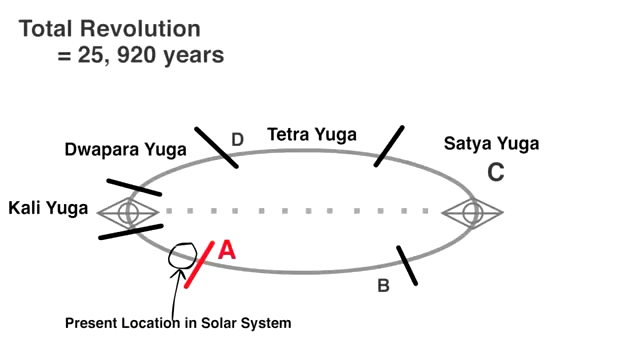 Total Revolution
= 25, 920 years
D
Tetra Yuga
Dwapara Yuga
Satya Yuga
C
Kali Yuga
A
B
Present Location in Solar System